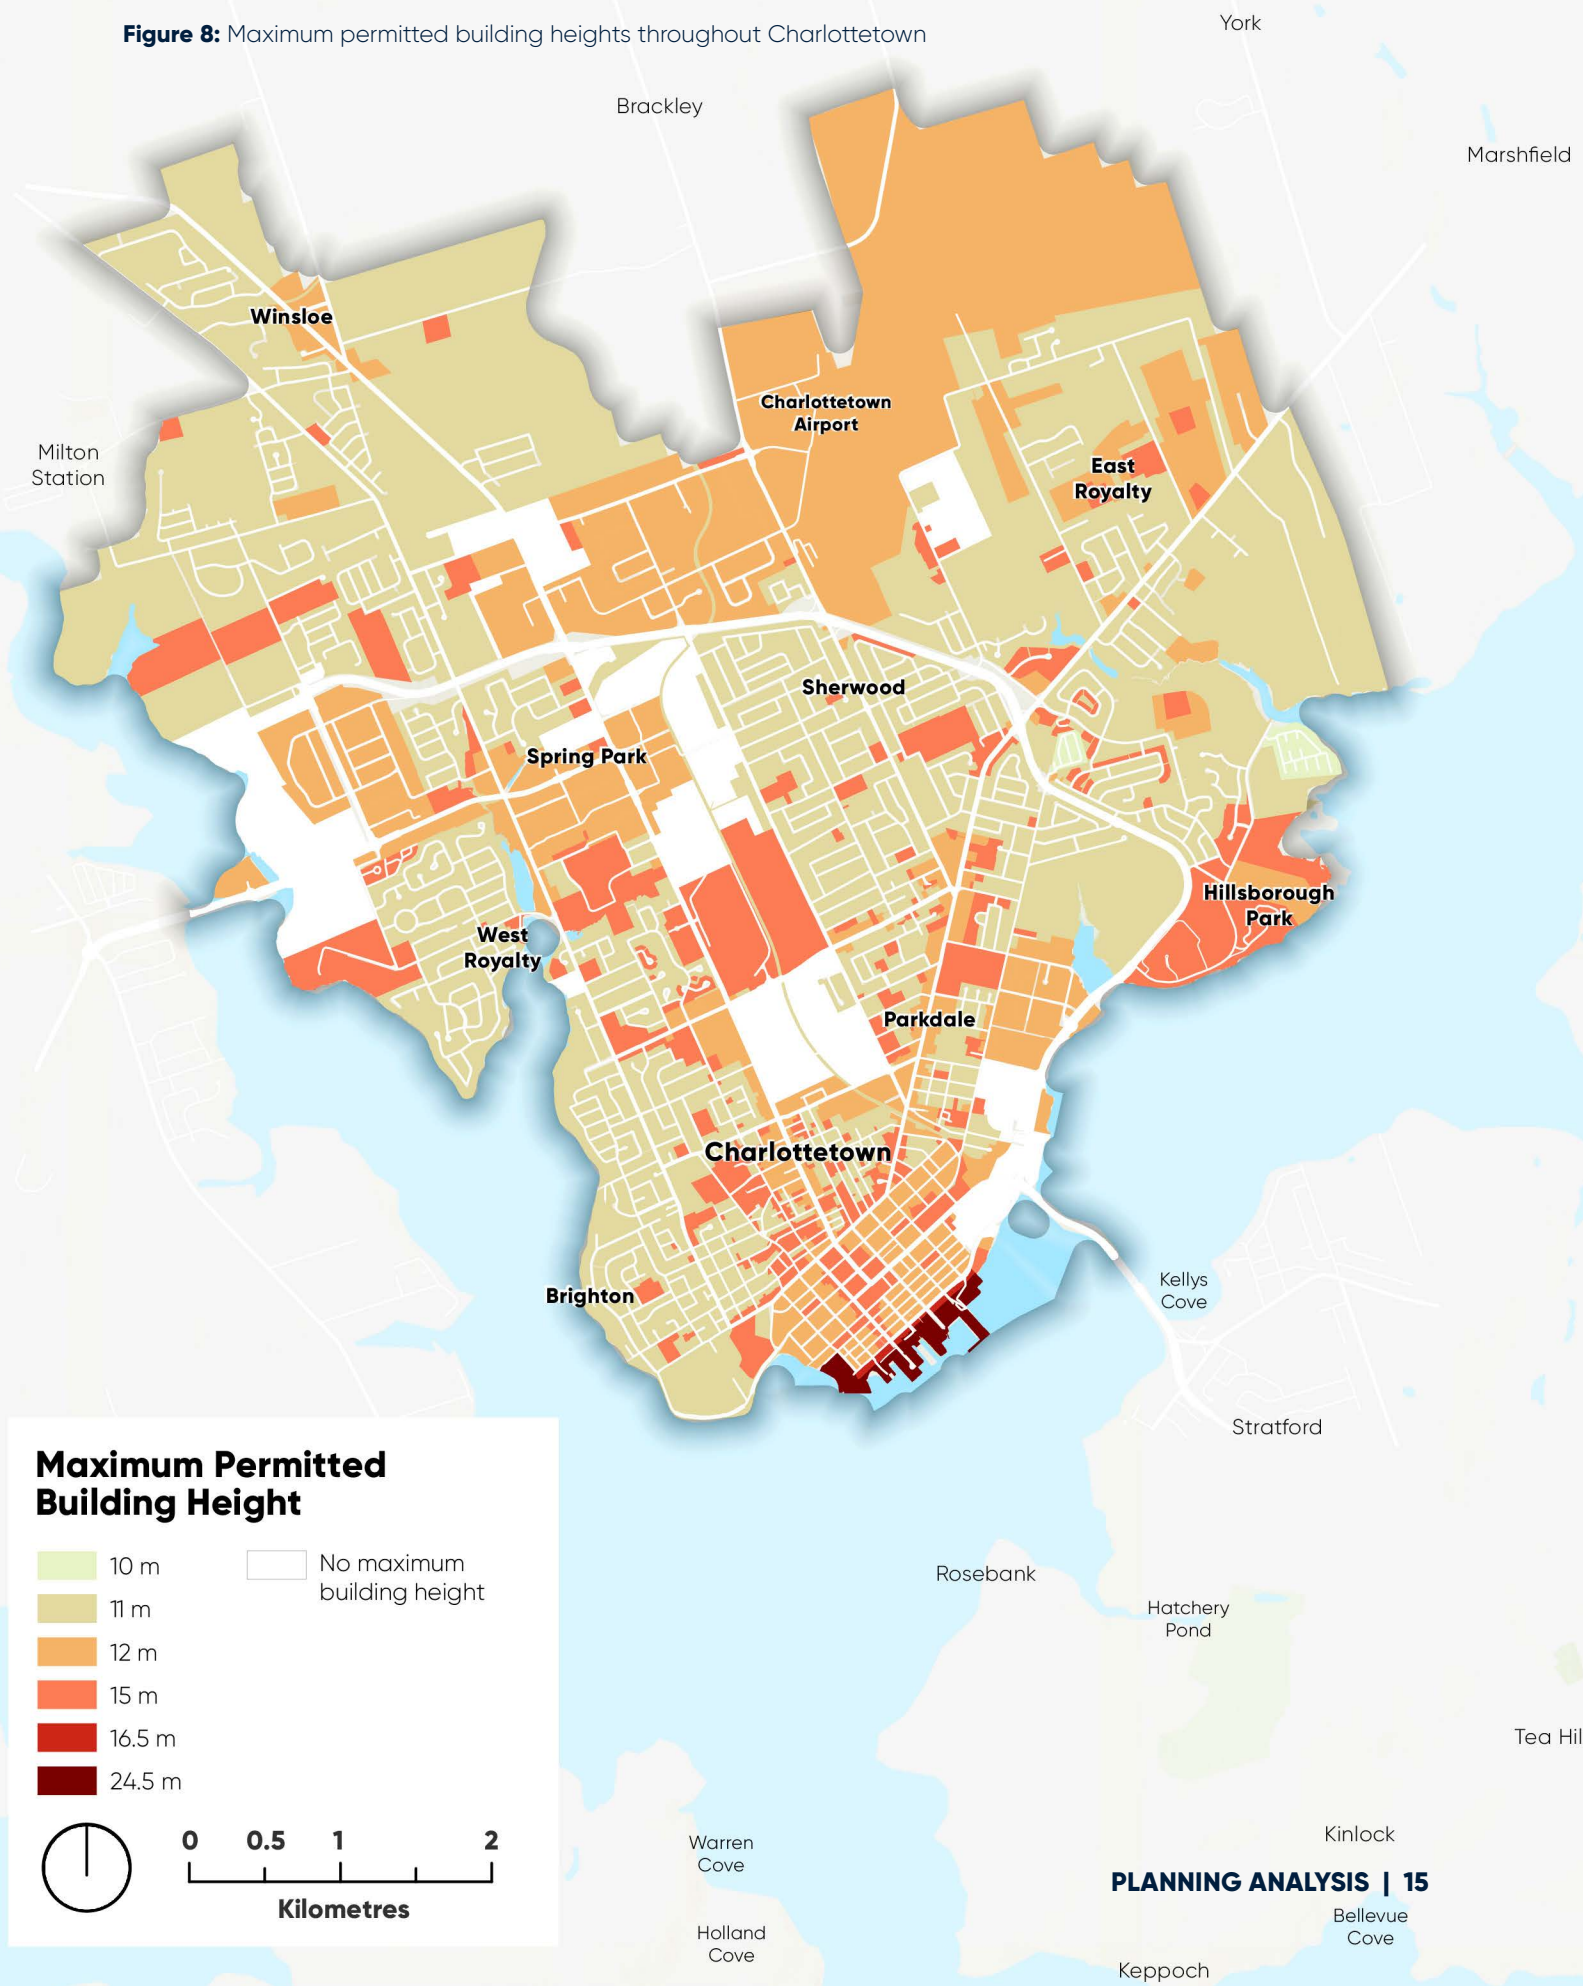 Figure 8: Maximum permitted building heights throughout Charlottetown
York
Brackley
Marshfield
Winsloe
Charlottetown
Airport
Milton
Station
East
Royalty
Sherwood
Spring Park
Hillsborough
Park
West
Royalty
Parkdale
Charlottetown
Brighton
Kellys
Cove
Stratford
Maximum Permitted
Building Height
10 m
11 m
12 m
15 m
16.5 m
24.5 m
No maximum
building height
0 0.5 1 2
Kilometres
Rosebank
Hatchery
Pond
Tea Hil
Warren
Cove
Kinlock
PLANNING ANALYSIS | 15
Bellevue
Cove
Holland
Cove
Keppoch